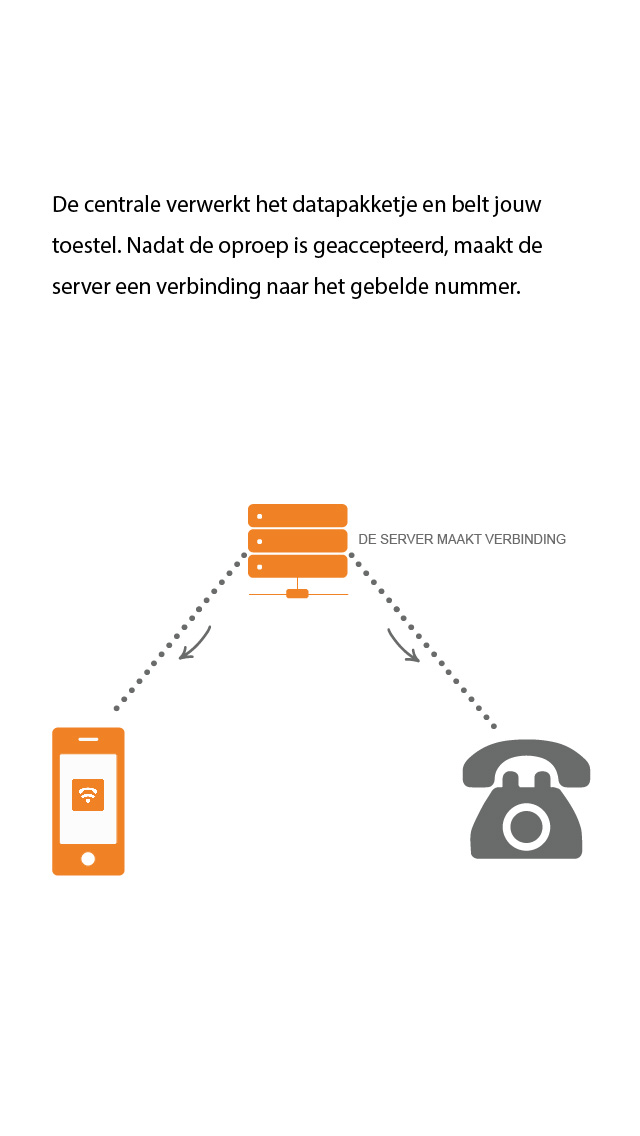 De centrale verwerkt het datapakketje en belt jouw
toestel. Nadat de oproep is geaccepteerd, maakt de
server een verbinding naar het gebelde nummer.
DE SERVER MAAKT VERBINDING